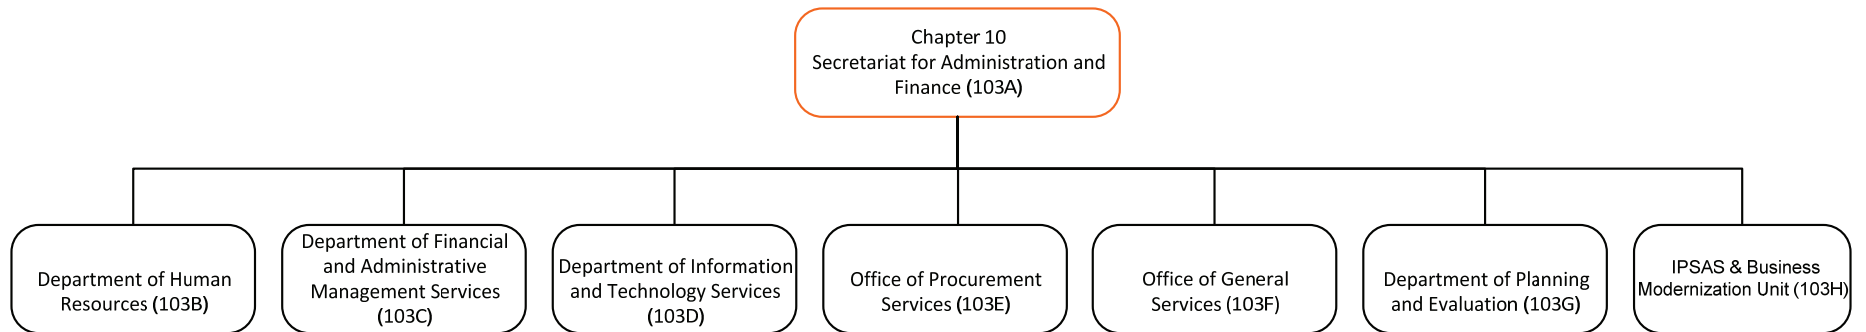 Chapter 10
Secretariat for Administration and
Finance (103A)
Department of Human
Resources (103B)
Department of Financial
and Administrative
Management Services
(103C)
Department of Information
and Technology Services
(103D)
Office of Procurement
Services (103E)
Office of General
Services (103F)
Department of Planning
and Evaluation (103G)
IPSAS & Business
Modernization Unit (103H)